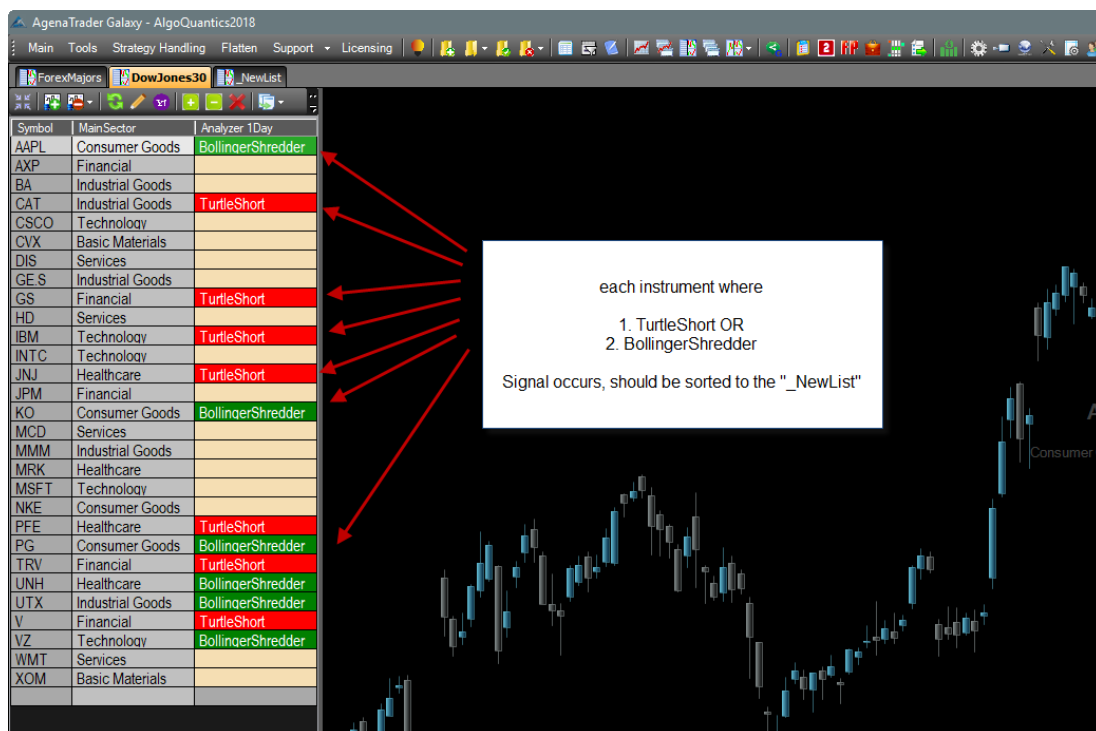 AgenaTrader Galaxy - AlgoQuantics2018
Main Tools Strategy Handling Flatten Support Licensing
2
ForexMajors DowJones30 _NewList
Symbol MainSector Analyzer 1Day
AAPL Consumer Goods BollingerShredder
AXP Financial
BA Industrial Goods
CAT Industrial Goods TurtleShort
CSCO Technology
CVX Basic Materials
DIS Services
GE.S Industrial Goods
GS Financial TurtleShort
HD Services
IBM Technology TurtleShort
INTC Technology
JNJ Healthcare TurtleShort
JPM Financial
KO Consumer Goods BollingerShredder
MCD Services
MMM Industrial Goods
MRK Healthcare
MSFT Technology
NKE Consumer Goods
PFE Healthcare TurtleShort
PG Consumer Goods BollingerShredder
TRV Financial TurtleShort
UNH Healthcare BollingerShredder
UTX Industrial Goods BollingerShredder
V Financial TurtleShort
VZ Technology BollingerShredder
WMT Services
XOM Basic Materials
each instrument where
1. TurtleShort OR
2. BollingerShredder
Signal occurs, should be sorted to the "_NewList"
A
Consumer